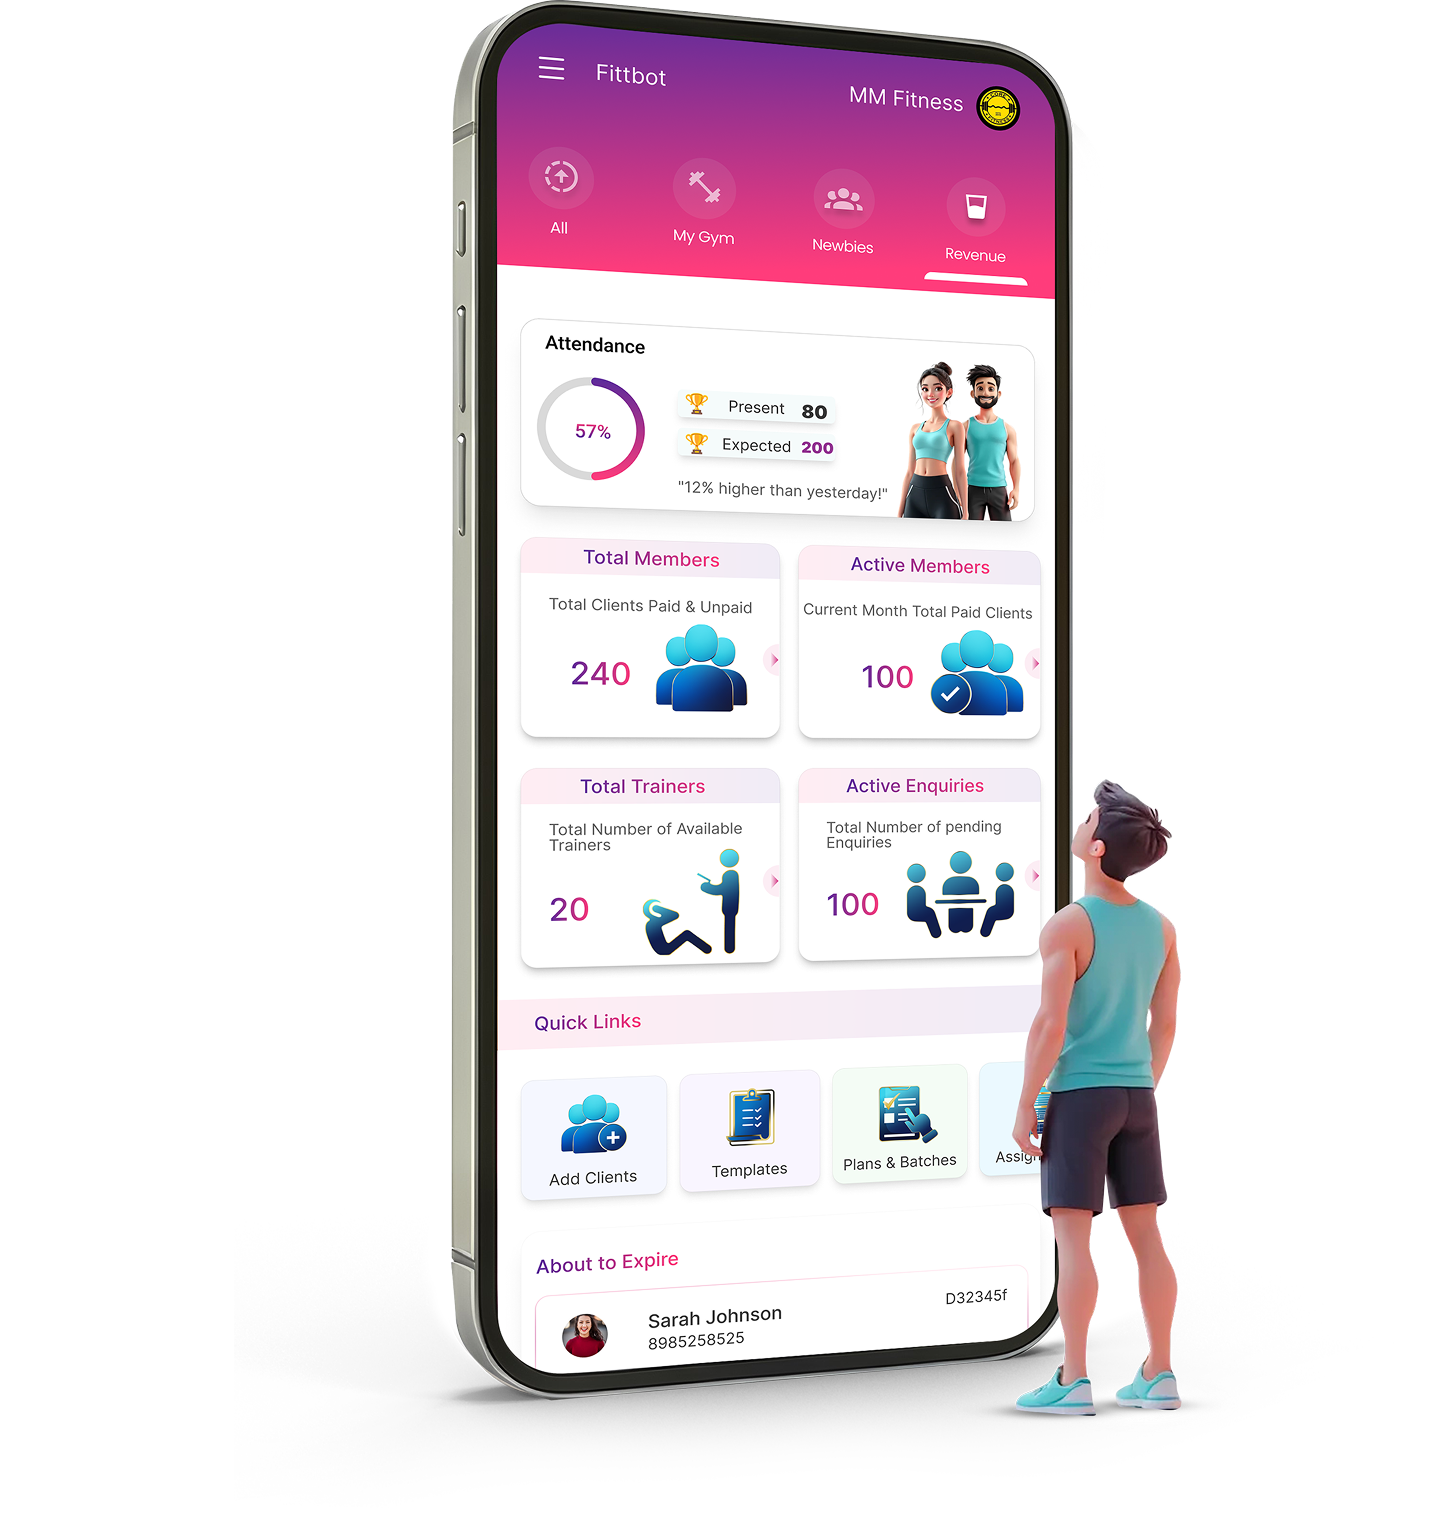 Fittbot
MM Fitness
All
My Gym
Newbies
Revenue
Attendance
57%
Present 80
Expected 200
"12% higher than yesterday!"
Total Members
Total Clients Paid & Unpaid
240
Active Members
Current Month Total Paid Clients
100
Total Trainers
Total Number of Available
Trainers
20
Active Enquiries
Total Number of pending
Enquiries
100
Quick Links
Add Clients
Templates
Plans & Batches
Assign
About to Expire
Sarah Johnson
D32345f
8985258525